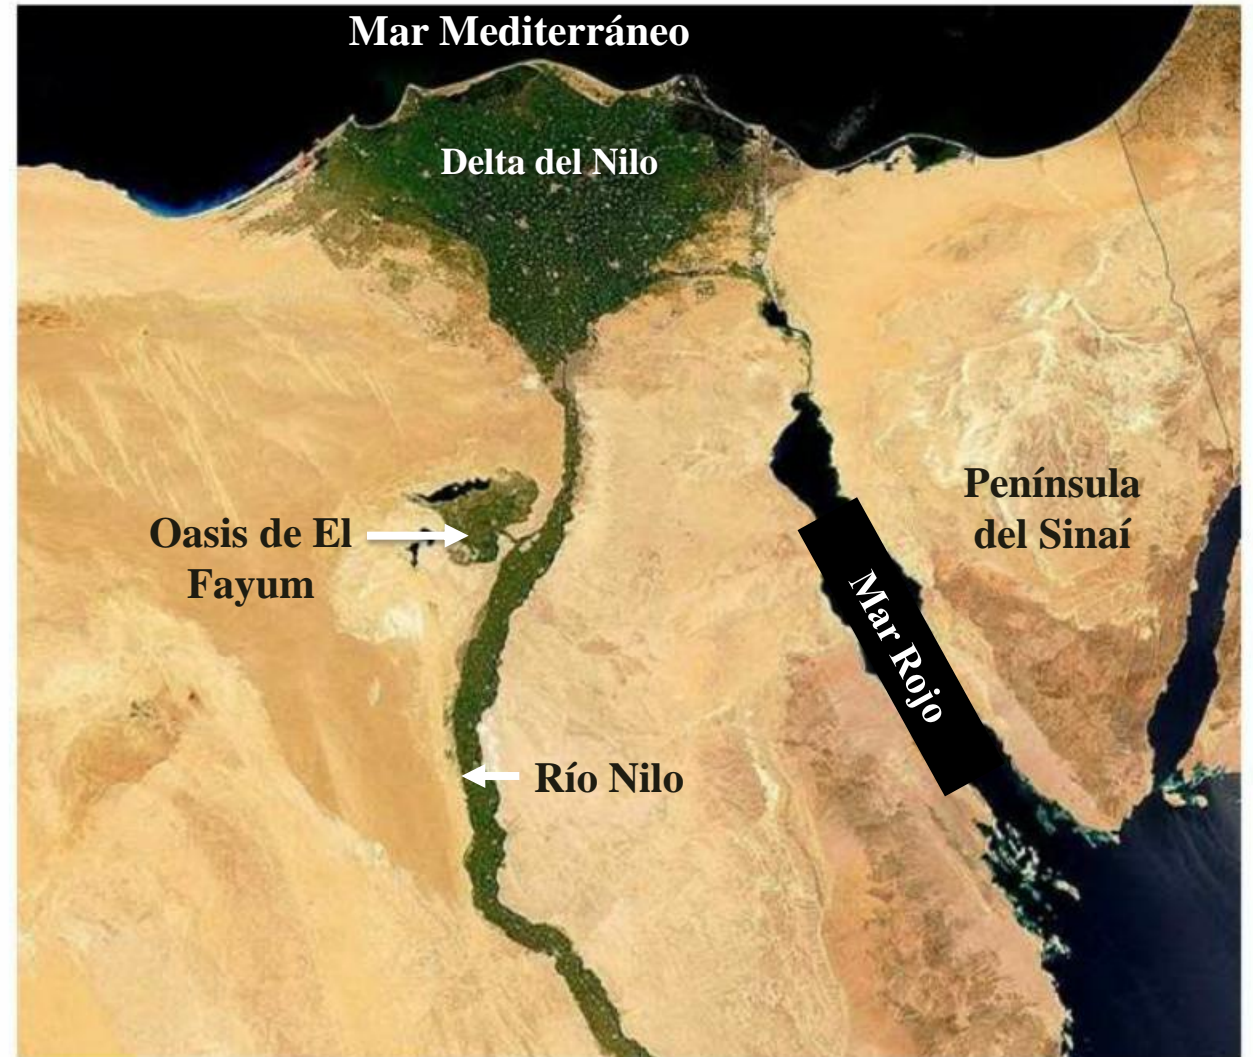 Mar Mediterráneo
Delta del Nilo
Península
del Sinaí
Oasis de El
Fayum
Mar Rojo
Río Nilo